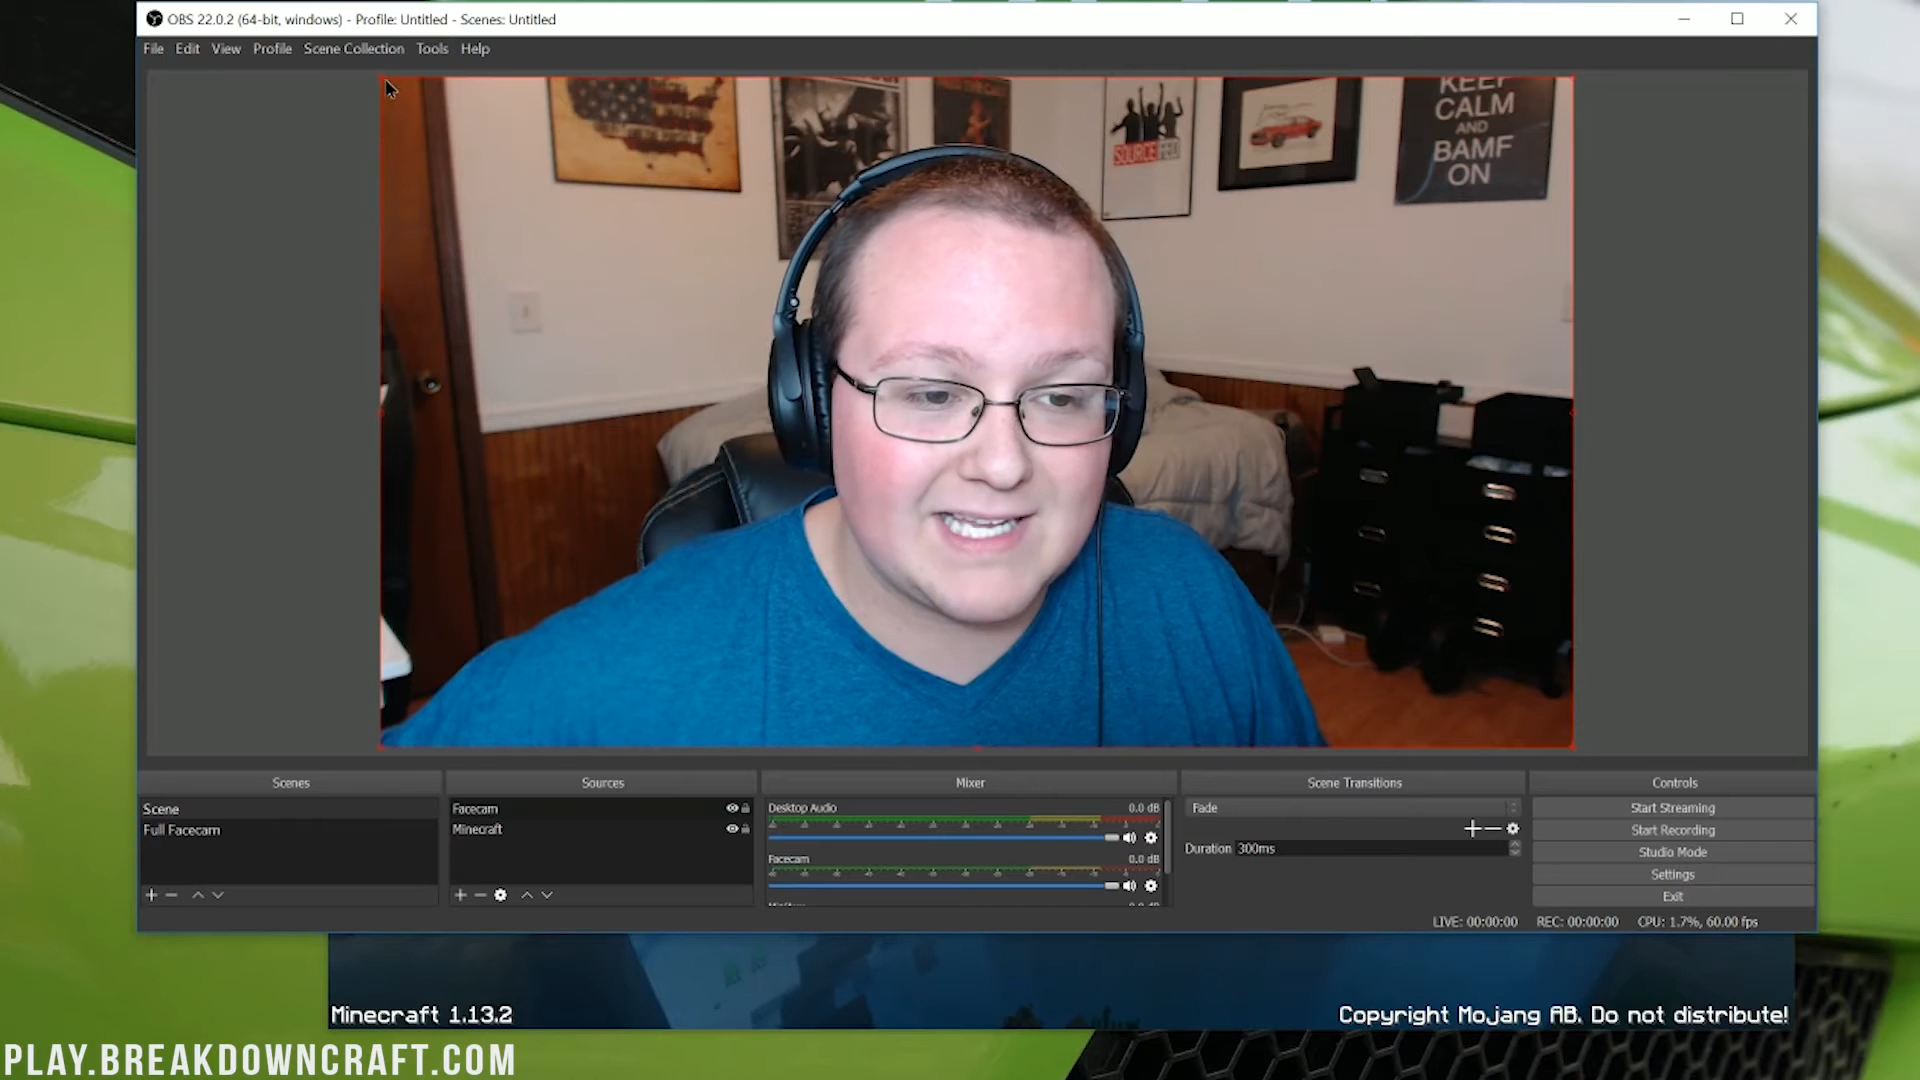 OBS 22.0.2 (64-bit, windows) - Profile: Untitled - Scenes: Untitled
File Edit View Profile Scene Collection Tools Help
KEEP
CALM
AND
BAMF
ON
SOURCE
Scenes Sources Mixer Scene Transitions Controls
Scene Facecam Desktop Audio 0.0 dB Fade Start Streaming
Full Facecam Minecraft Start Recording
Duration 300ms Studio Mode
Facecam 0.0 dB Settings
Exit
LIVE: 00:00:00 REC: 00:00:00 CPU: 1.7%, 60.00 fps
Minecraft 1.13.2 Copyright Mojang AB. Do not distribute!
PLAY.BREAKDOWNCRAFT.COM